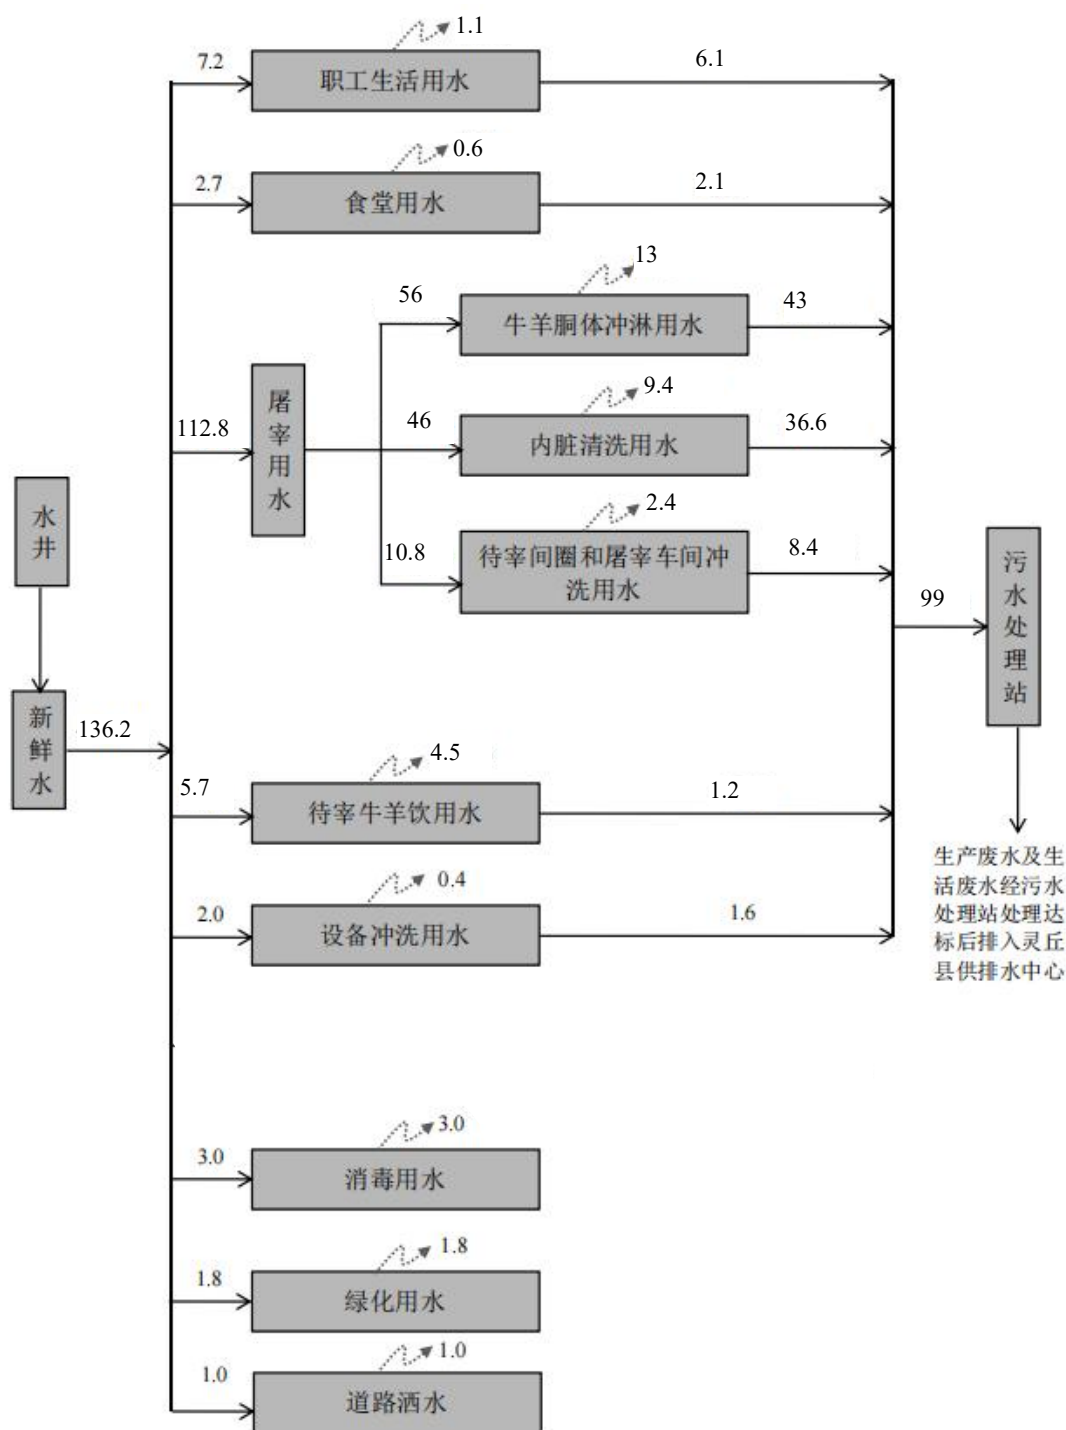 1.1
7.2
职工生活用水
6.1
0.6
2.7
食堂用水
2.1
13
56
牛羊胴体冲淋用水
43
屠宰用水
112.8
9.4
46
内脏清洗用水
36.6
2.4
10.8
待宰间圈和屠宰车间冲
洗用水
8.4
水井
新鲜水
136.2
99
污水处理站
4.5
5.7
待宰牛羊饮用水
1.2
0.4
2.0
设备冲洗用水
1.6
生产废水及生
活废水经污水
处理站处理达
标后排入灵丘
县供排水中心
3.0
3.0
消毒用水
1.8
1.8
绿化用水
1.0
1.0
道路洒水